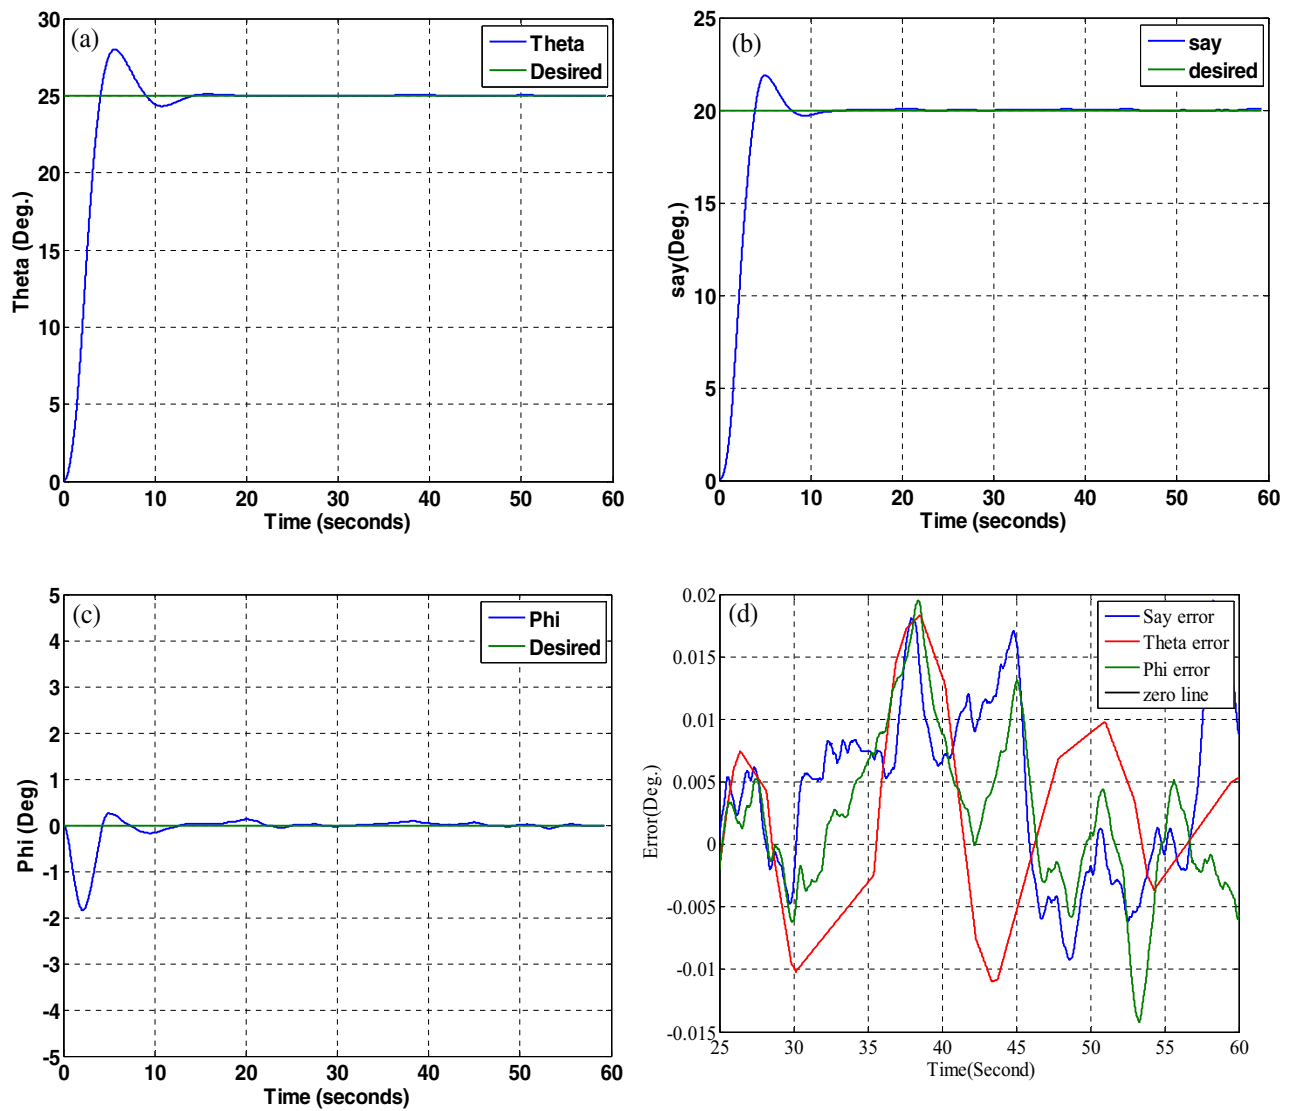 (a)
Theta
Desired
30
25
20
15
10
5
0
0 10 20 30 40 50 60
Theta (Deg.)
Time (seconds)
(b)
say
desired
25
20
15
10
5
0
0 10 20 30 40 50 60
say(Deg.)
Time (seconds)
(c)
Phi
Desired
5
4
3
2
1
0
-1
-2
-3
-4
-5
0 10 20 30 40 50 60
Phi (Deg)
Time (seconds)
(d)
Say error
Theta error
Phi error
zero line
0.02
0.015
0.01
0.005
0
-0.005
-0.01
-0.015
25 30 35 40 45 50 55 60
Error(Deg.)
Time(Second)